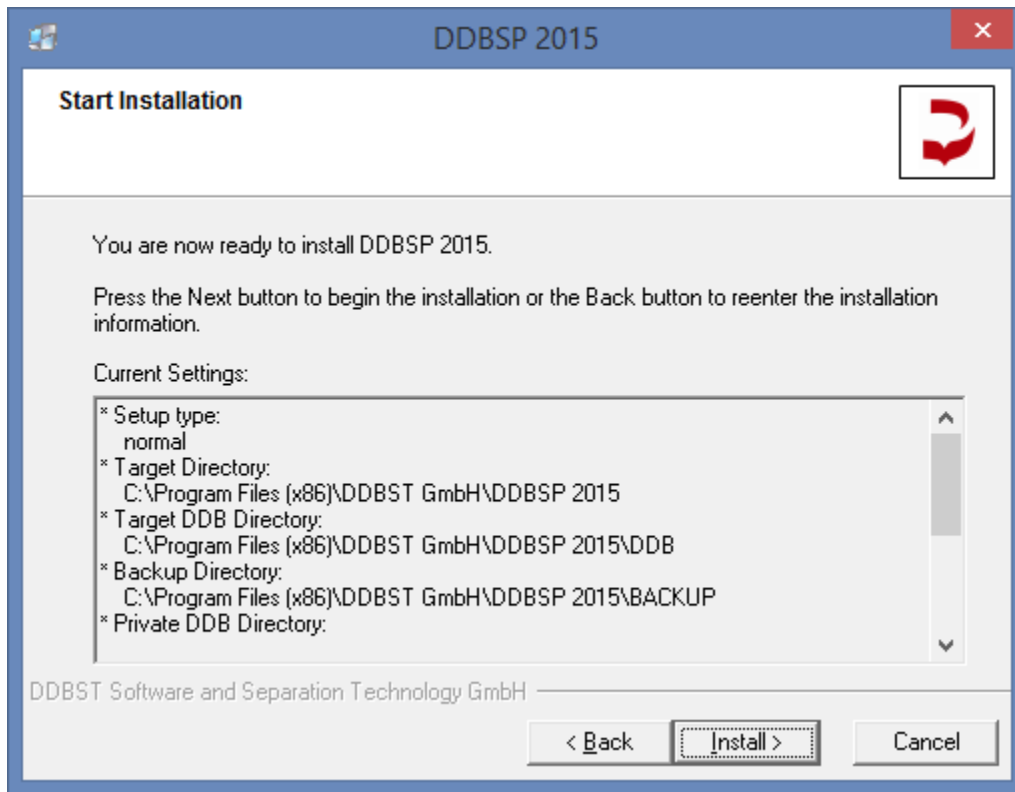 DDBSP 2015
Start Installation
You are now ready to install DDBSP 2015.
Press the Next button to begin the installation or the Back button to reenter the installation
information.
Current Settings:
* Setup type:
normal
* Target Directory:
C:\Program Files (x86)\DDBST GmbH\DDBSP 2015
* Target DDB Directory:
C:\Program Files (x86)\DDBST GmbH\DDBSP 2015\DDB
* Backup Directory:
C:\Program Files (x86)\DDBST GmbH\DDBSP 2015\BACKUP
* Private DDB Directory:
DDBST Software and Separation Technology GmbH
< Back
Install >
Cancel